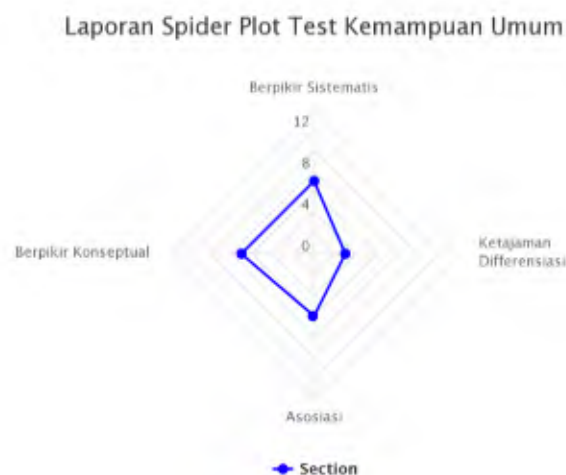 Laporan Spider Plot Test Kemampuan Umum
Berpikir Sistematis
12
8
4
0
Berpikir Konseptual
Ketajaman
Differensiasi
Asosiasi
Section